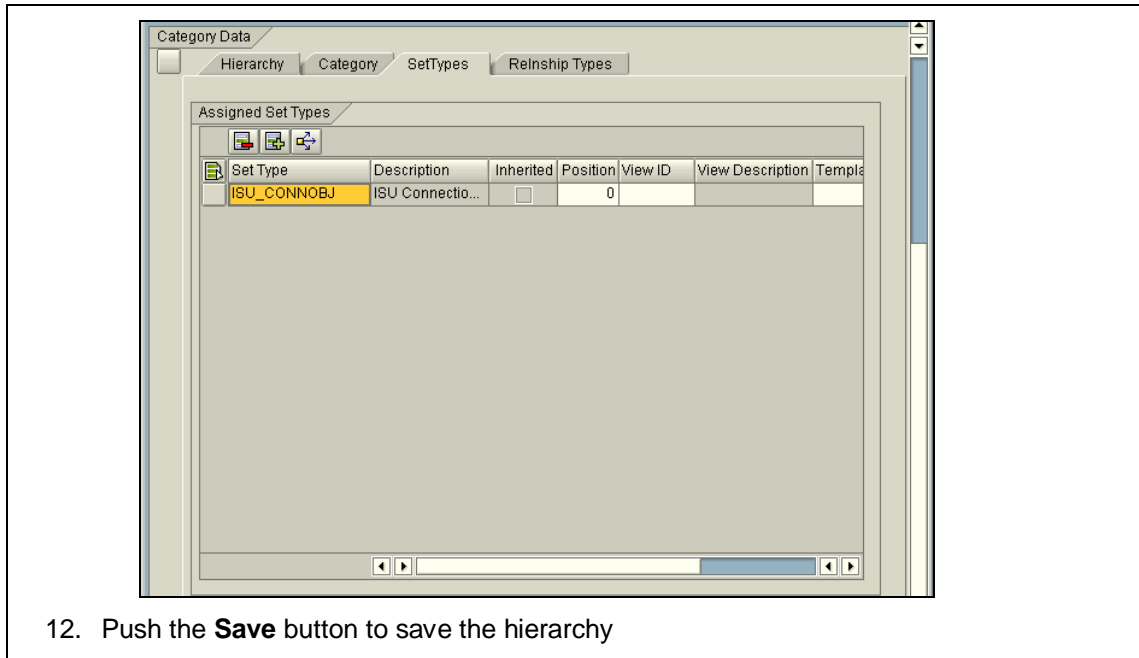 Category Data
Hierarchy Category SetTypes Relnship Types
Assigned Set Types
Set Type Description Inherited Position View ID View Description Templa
ISU_CONNOBJ ISU Connectio... 0
12. Push the Save button to save the hierarchy